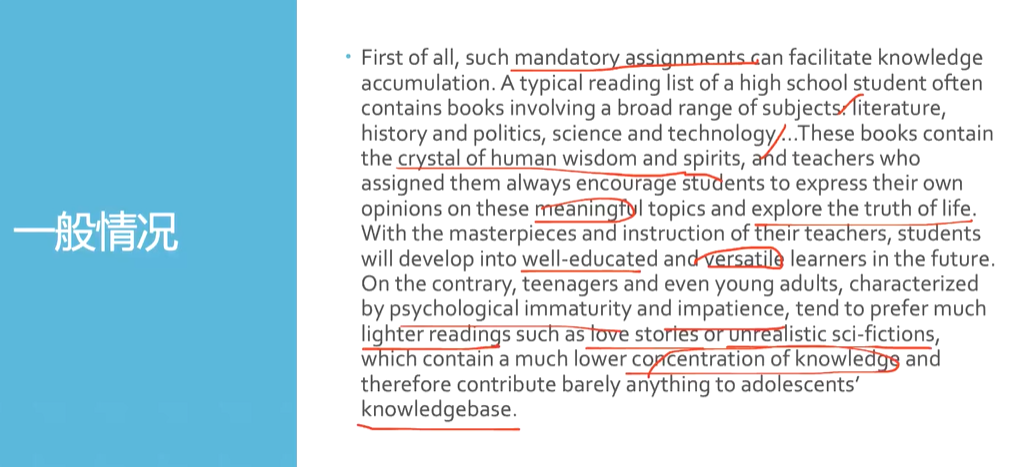 一般情况
First of all, such mandatory assignments can facilitate knowledge
accumulation. A typical reading list of a high school student often
contains books involving a broad range of subjects: literature,
history and politics, science and technology…These books contain
the crystal of human wisdom and spirits, and teachers who
assigned them always encourage students to express their own
opinions on these meaningful topics and explore the truth of life.
With the masterpieces and instruction of their teachers, students
will develop into well-educated and versatile learners in the future.
On the contrary, teenagers and even young adults, characterized
by psychological immaturity and impatience, tend to prefer much
lighter readings such as love stories or unrealistic sci-fictions,
which contain a much lower concentration of knowledge and
therefore contribute barely anything to adolescents’
knowledgebase.